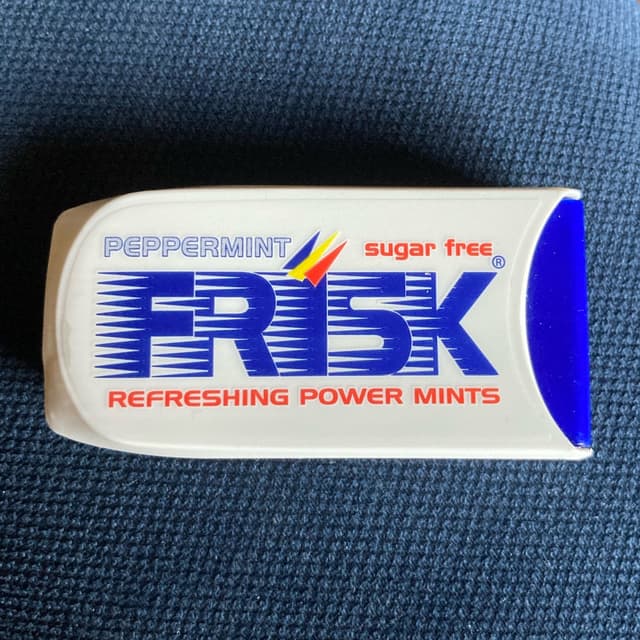 PEPPERMINT sugar free
FRISK®
REFRESHING POWER MINTS